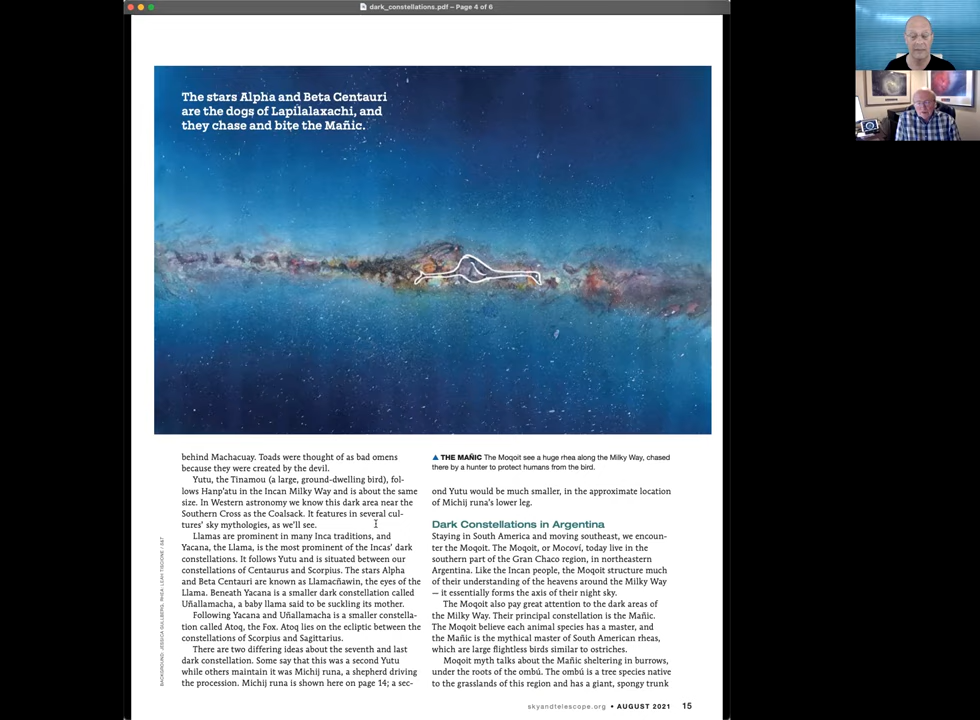 dark_constellations.pdf — Page 4 of 6
The stars Alpha and Beta Centauri
are the dogs of Lapilalaxachi, and
they chase and bite the Mañic.
behind Machacuay. Toads were thought of as bad omens
because they were created by the devil.
Yutu, the Tinamou (a large, ground-dwelling bird), fol-
lows Hanp'atu in the Incan Milky Way and is about the same
size. In Western astronomy we know this dark area near the
Southern Cross as the Coalsack. It features in several cul-
tures' sky mythologies, as we'll see.
Llamas are prominent in many Inca traditions, and
Yacana, the Llama, is the most prominent of the Incas' dark
constellations. It follows Yutu and is situated between our
constellations of Centaurus and Scorpius. The stars Alpha
and Beta Centauri are known as Llamacñawin, the eyes of the
Llama. Beneath Yacana is a smaller dark constellation called
Uñallamacha, a baby llama said to be suckling its mother.
Following Yacana and Uñallamacha is a smaller constella-
tion called Atoq, the Fox. Atoq lies on the ecliptic between the
constellations of Scorpius and Sagittarius.
There are two differing ideas about the seventh and last
dark constellation. Some say that this was a second Yutu
while others maintain it was Michij runa, a shepherd driving
the procession. Michij runa is shown here on page 14; a sec-
▲ THE MAÑIC The Moqoit see a huge rhea along the Milky Way, chased
there by a hunter to protect humans from the bird.
ond Yutu would be much smaller, in the approximate location
of Michij runa's lower leg.
Dark Constellations in Argentina
Staying in South America and moving southeast, we encoun-
ter the Moqoit. The Moqoit, or Mocoví, today live in the
southern part of the Gran Chaco region, in northeastern
Argentina. Like the Incan people, the Moqoit structure much
of their understanding of the heavens around the Milky Way
— it essentially forms the axis of their night sky.
The Moqoit also pay great attention to the dark areas of
the Milky Way. Their principal constellation is the Mañic.
The Moqoit believe each animal species has a master, and
the Mañic is the mythical master of South American rheas,
which are large flightless birds similar to ostriches.
Moqoit myth talks about the Mañic sheltering in burrows,
under the roots of the ombú. The ombú is a tree species native
to the grasslands of this region and has a giant, spongy trunk
BACKGROUND: JESSICA GULLBERG, RHEA: LEAH TISCIONE / S&T
skyandtelescope.org • AUGUST 2021 15